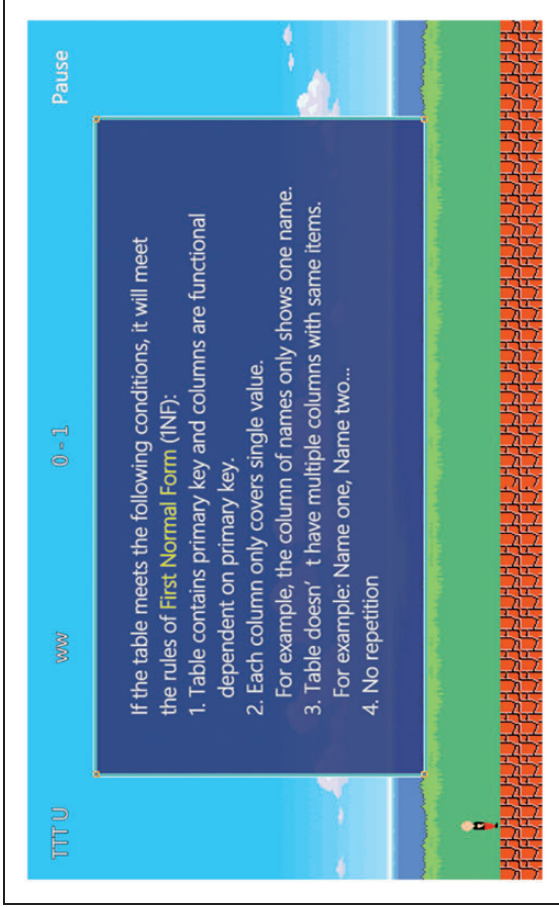 TTT U
ww
0 - 1
Pause
If the table meets the following conditions, it will meet
the rules of First Normal Form (1NF):
1. Table contains primary key and columns are functional
dependent on primary key.
2. Each column only covers single value.
For example, the column of names only shows one name.
3. Table doesn' t have multiple columns with same items.
For example: Name one, Name two...
4. No repetition